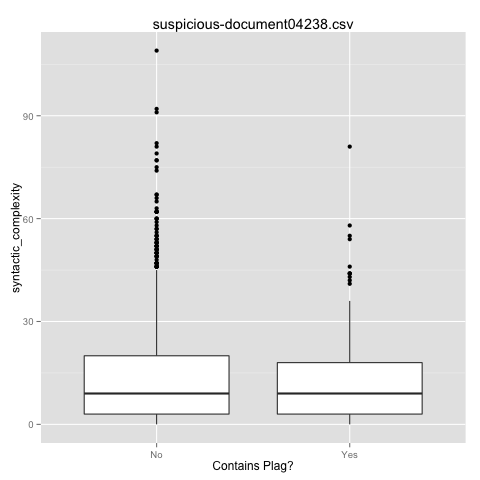 suspicious-document04238.csv
syntactic_complexity
90
60
30
0
No
Yes
Contains Plag?